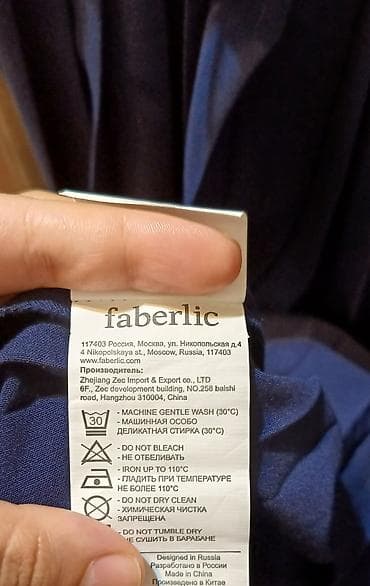 faberlic
117403 Россия, Москва, ул. Никопольская д.4
4 Nikopolskaya st., Moscow, Russia, 117403
www.faberlic.com
Производитель:
Zhejiang Zec Import & Export co., LTD
6F., Zec development building, NO.258 baishi
road, Hangzhou 310004, China
30
- MACHINE GENTLE WASH (30°C)
- МАШИННАЯ ОСОБО
ДЕЛИКАТНАЯ СТИРКА (30°C)
- DO NOT BLEACH
- НЕ ОТБЕЛИВАТЬ
- IRON UP TO 110°C
- ГЛАДИТЬ ПРИ ТЕМПЕРАТУРЕ
НЕ БОЛЕЕ 110°C
- DO NOT DRY CLEAN
- ХИМИЧЕСКАЯ ЧИСТКА
ЗАПРЕЩЕНА
- DO NOT TUMBLE DRY
НЕ СУШИТЬ В БАРАБАНЕ
Designed in Russia
Разработано в России
Made in China
Произведено в Китае